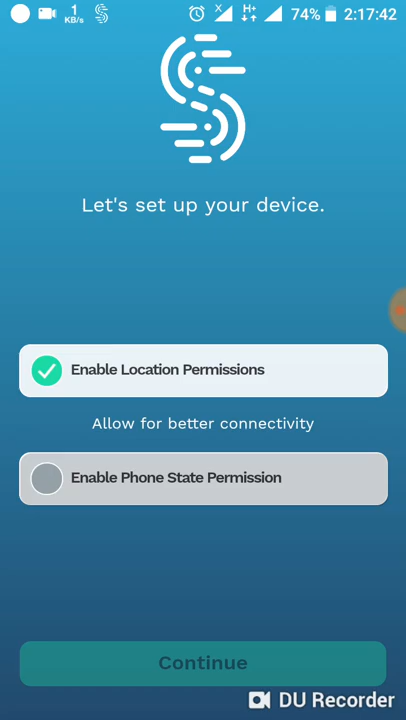 1 KB/s X H+ 74% 2:17:42
Let's set up your device.
Enable Location Permissions
Allow for better connectivity
Enable Phone State Permission
Continue
DU Recorder